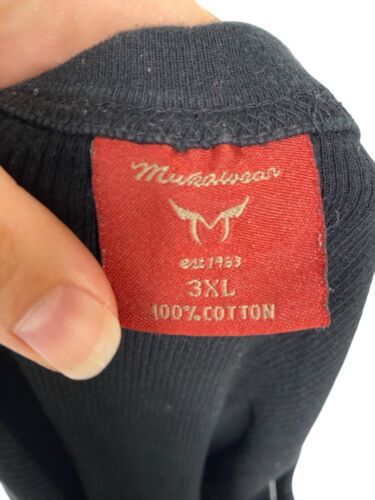 Mukawear
est 1983
3XL
100% COTTON